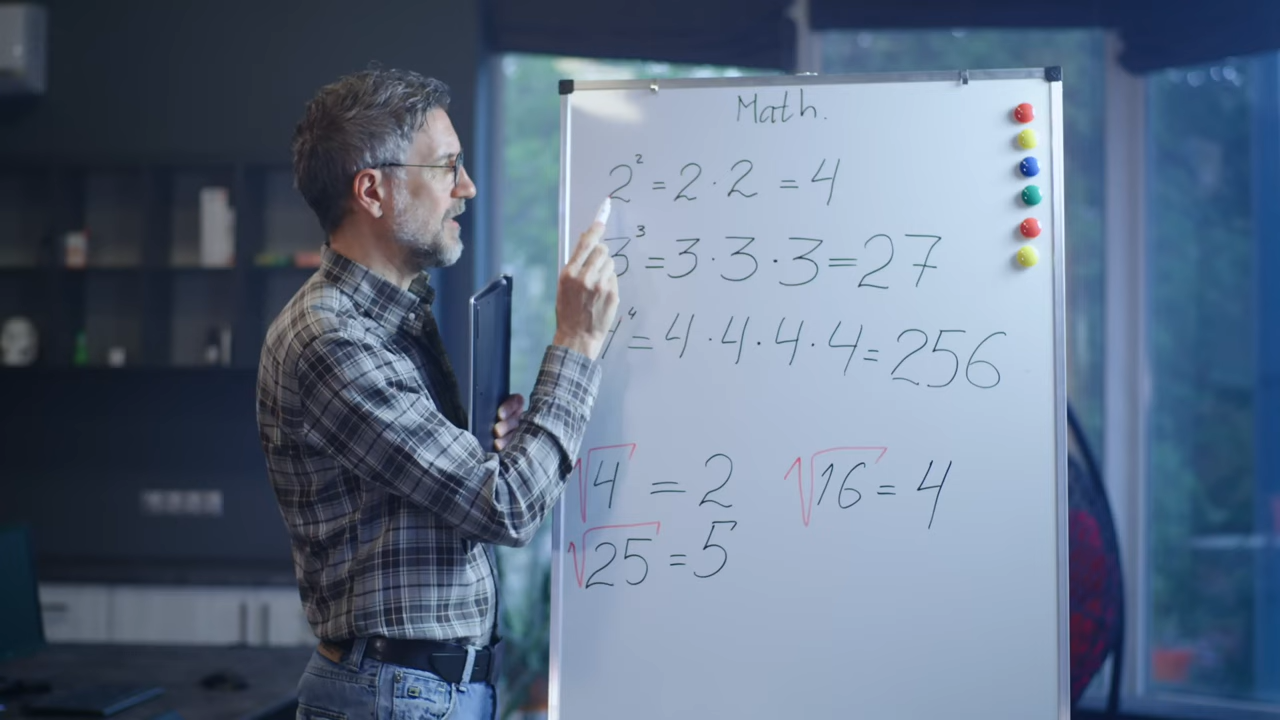 Math.
2² = 2 · 2 = 4
3³ = 3 · 3 · 3 = 27
4⁴ = 4 · 4 · 4 · 4 = 256
√4 = 2 √16 = 4
√25 = 5